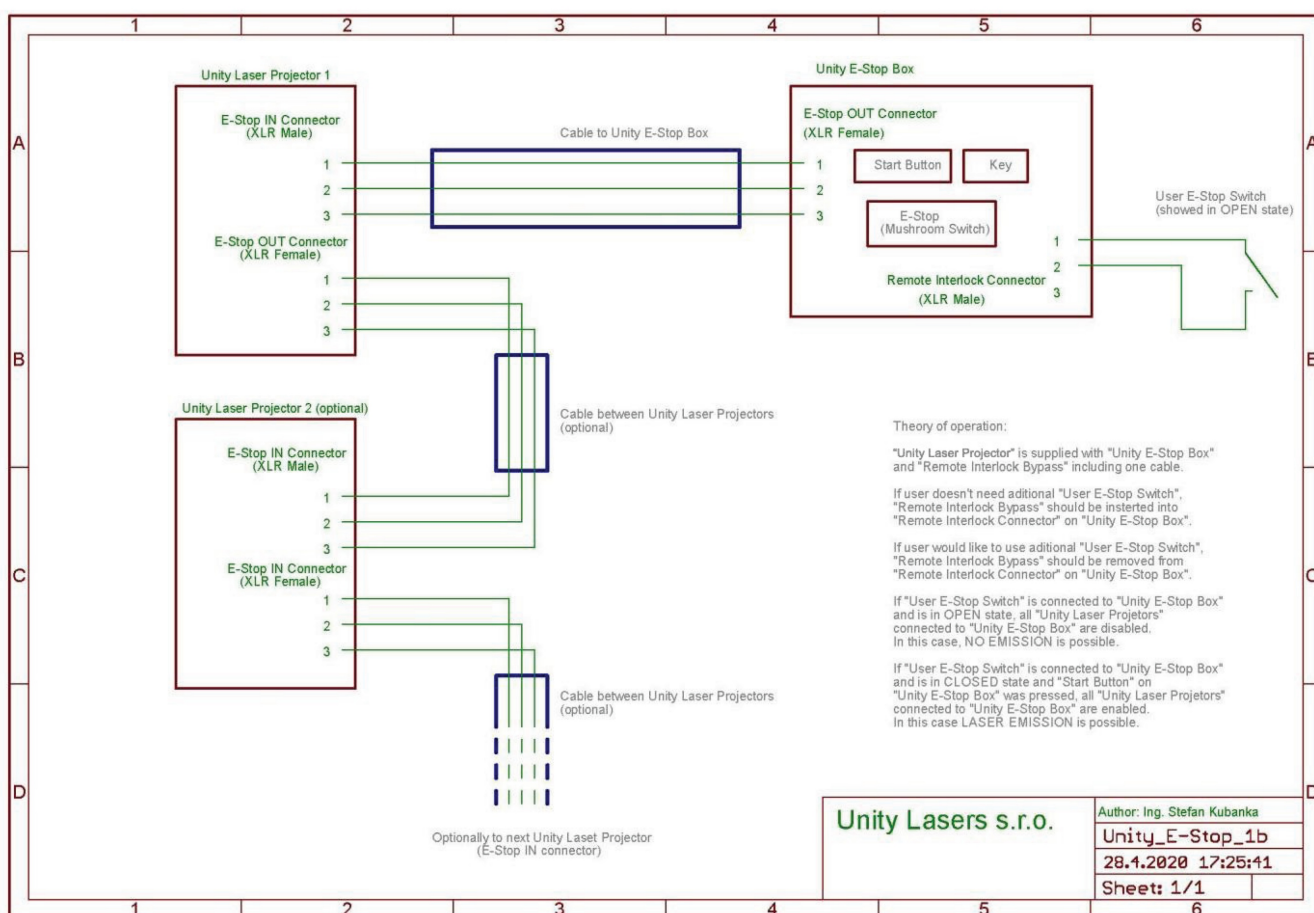 1 2 3 4 5 6
Unity Laser Projector 1
E-Stop IN Connector
(XLR Male)
1
2
3
E-Stop OUT Connector
(XLR Female)
1
2
3
Cable to Unity E-Stop Box
Unity E-Stop Box
E-Stop OUT Connector
(XLR Female)
1
2
3
Start Button
Key
E-Stop
(Mushroom Switch)
1
2
3
Remote Interlock Connector
(XLR Male)
User E-Stop Switch
(showed in OPEN state)
A A
B B
C C
D D
Cable between Unity Laser Projectors
(optional)
Unity Laser Projector 2 (optional)
E-Stop IN Connector
(XLR Male)
1
2
3
E-Stop IN Connector
(XLR Female)
1
2
3
Cable between Unity Laser Projectors
(optional)
Optionally to next Unity Laset Projector
(E-Stop IN connector)
Theory of operation:
"Unity Laser Projector" is supplied with "Unity E-Stop Box"
and "Remote Interlock Bypass" including one cable.
If user doesn't need aditional "User E-Stop Switch",
"Remote Interlock Bypass" should be insterted into
"Remote Interlock Connector" on "Unity E-Stop Box".
If user would like to use aditional "User E-Stop Switch",
"Remote Interlock Bypass" should be removed from
"Remote Interlock Connector" on "Unity E-Stop Box".
If "User E-Stop Switch" is connected to "Unity E-Stop Box"
and is in OPEN state, all "Unity Laser Projetors"
connected to "Unity E-Stop Box" are disabled.
In this case, NO EMISSION is possible.
If "User E-Stop Switch" is connected to "Unity E-Stop Box"
and is in CLOSED state and "Start Button" on
"Unity E-Stop Box" was pressed, all "Unity Laser Projetors"
connected to "Unity E-Stop Box" are enabled.
In this case LASER EMISSION is possible.
Unity Lasers s.r.o.
Author: Ing. Stefan Kubanka
Unity_E-Stop_1b
28.4.2020 17:25:41
Sheet: 1/1
1 2 3 4 5 6